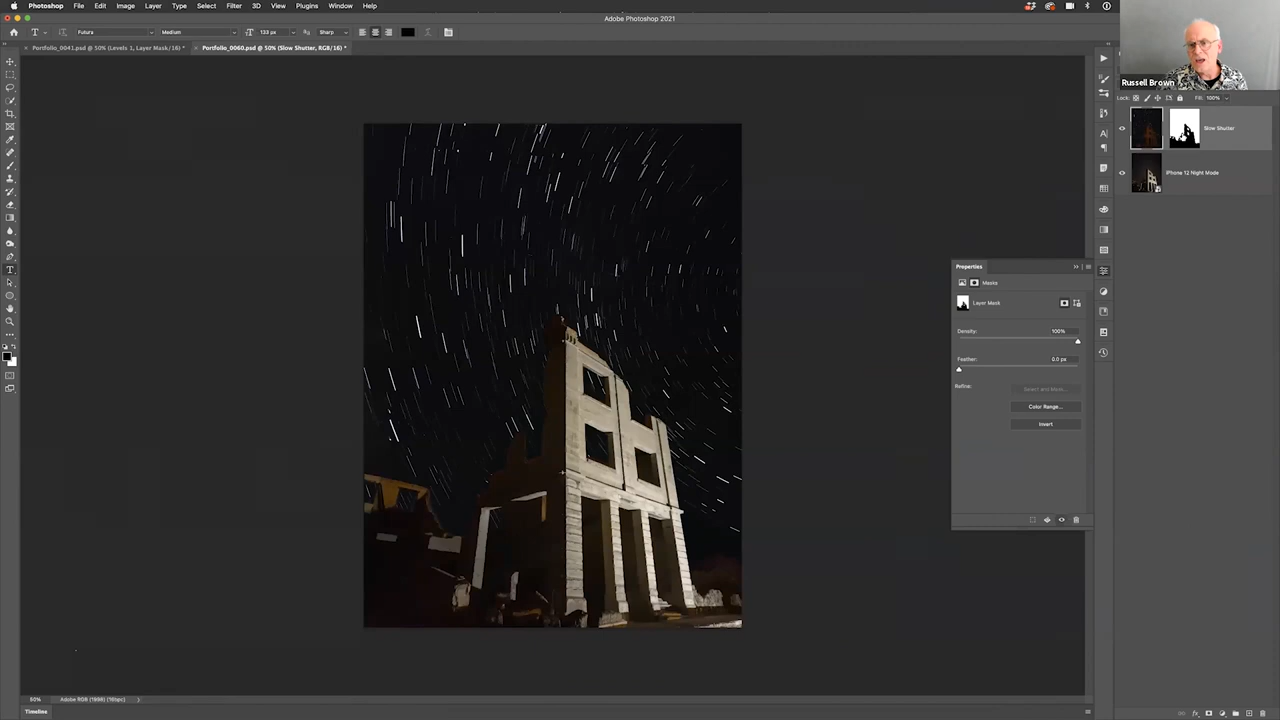 Photoshop File Edit Image Layer Type Select Filter 3D View Plugins Window Help
Adobe Photoshop 2021
Futura Medium 133 px Sharp
Portfolio_0041.psd @ 50% (Levels 1, Layer Mask/16) *
Portfolio_0060.psd @ 50% (Slow Shutter, RGB/16) *
Russell Brown
Lock: Fill: 100%
Slow Shutter
iPhone 12 Night Mode
Properties
Masks
Layer Mask
Density: 100%
Feather: 0.0 px
Refine: Select and Mask...
Color Range...
Invert
50% Adobe RGB (1998) (16bpc)
Timeline